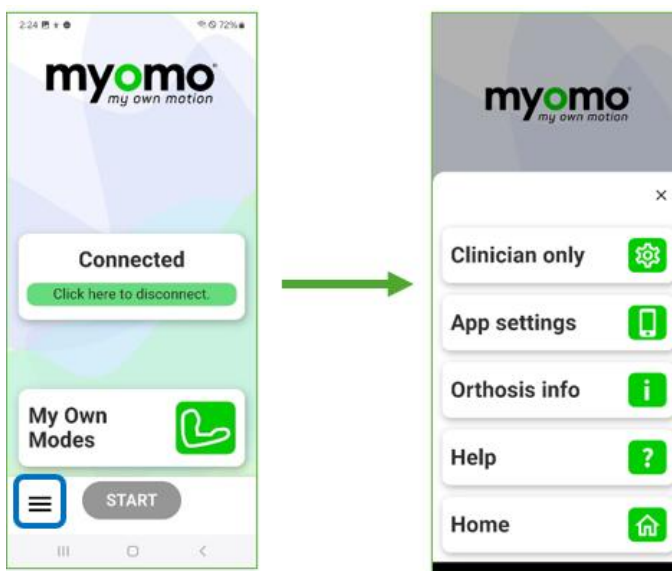 2:24
72%
myomo
my own motion
Connected
Click here to disconnect.
My Own
Modes
START
myomo
my own motion
Clinician only
App settings
Orthosis info
i
Help
?
Home